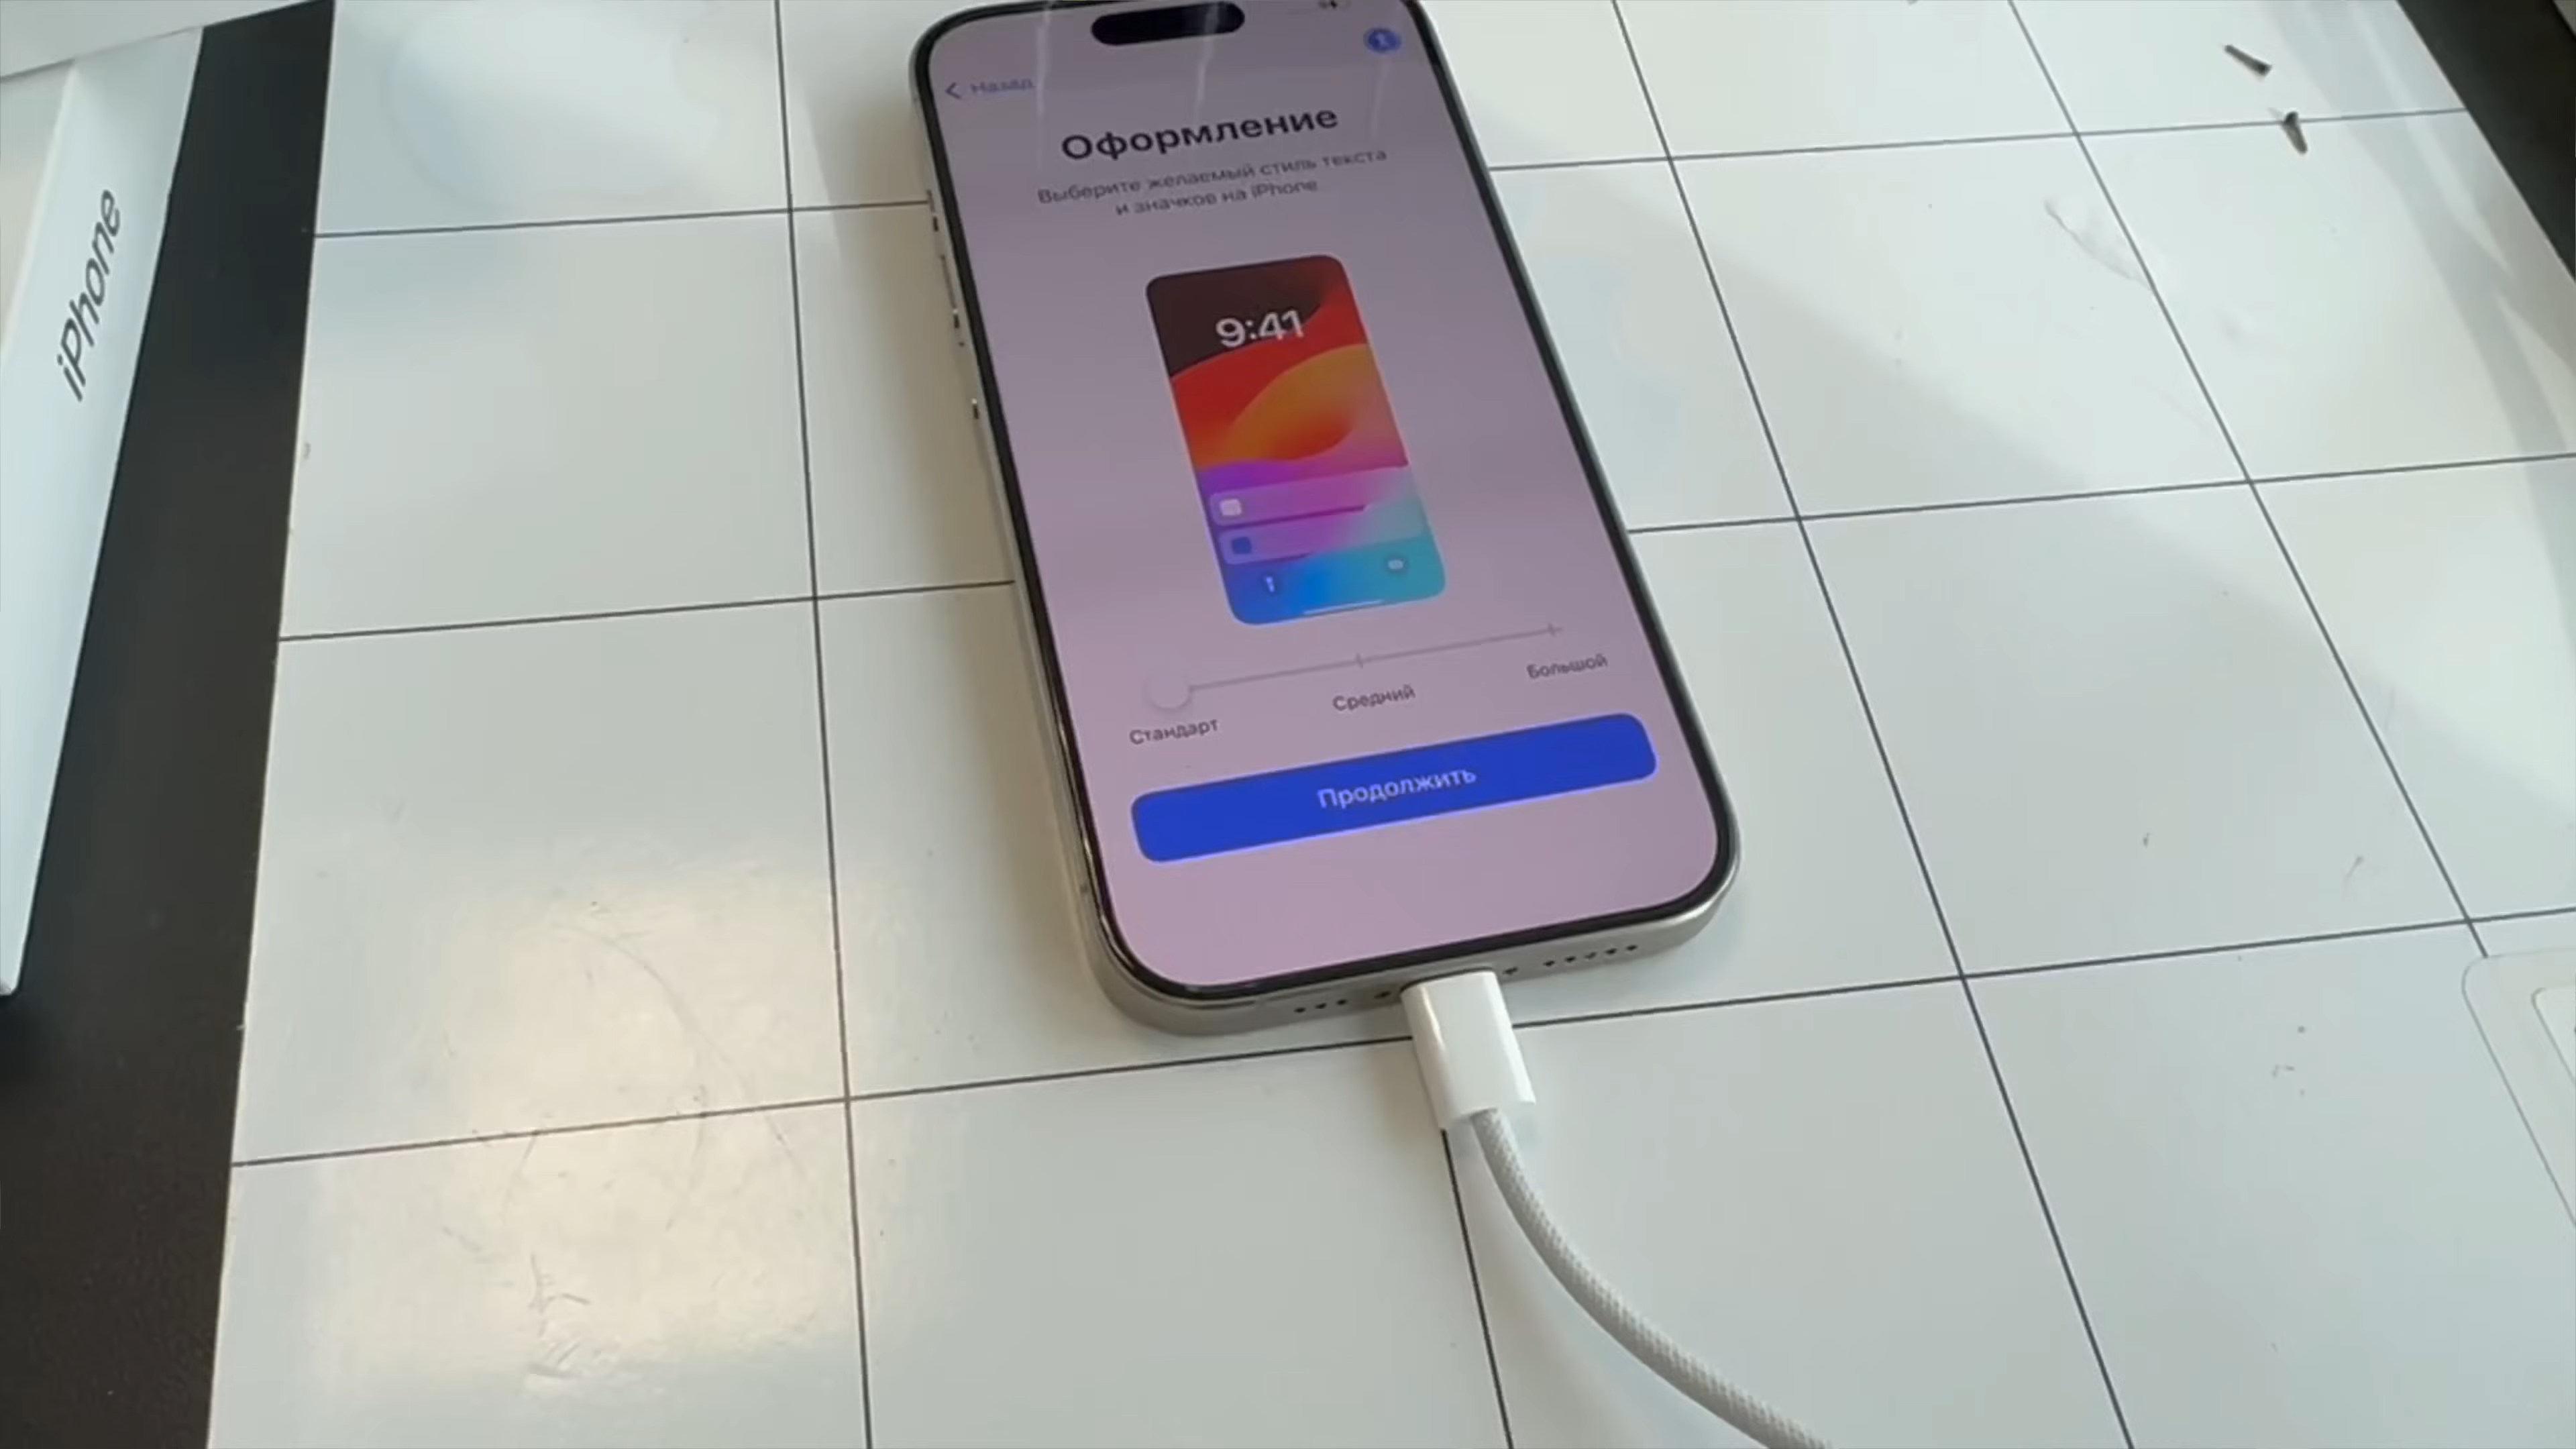 iPhone
Назад
Оформление
Выберите желаемый стиль текста
и значков на iPhone
9:41
Стандарт
Средний
Большой
Продолжить